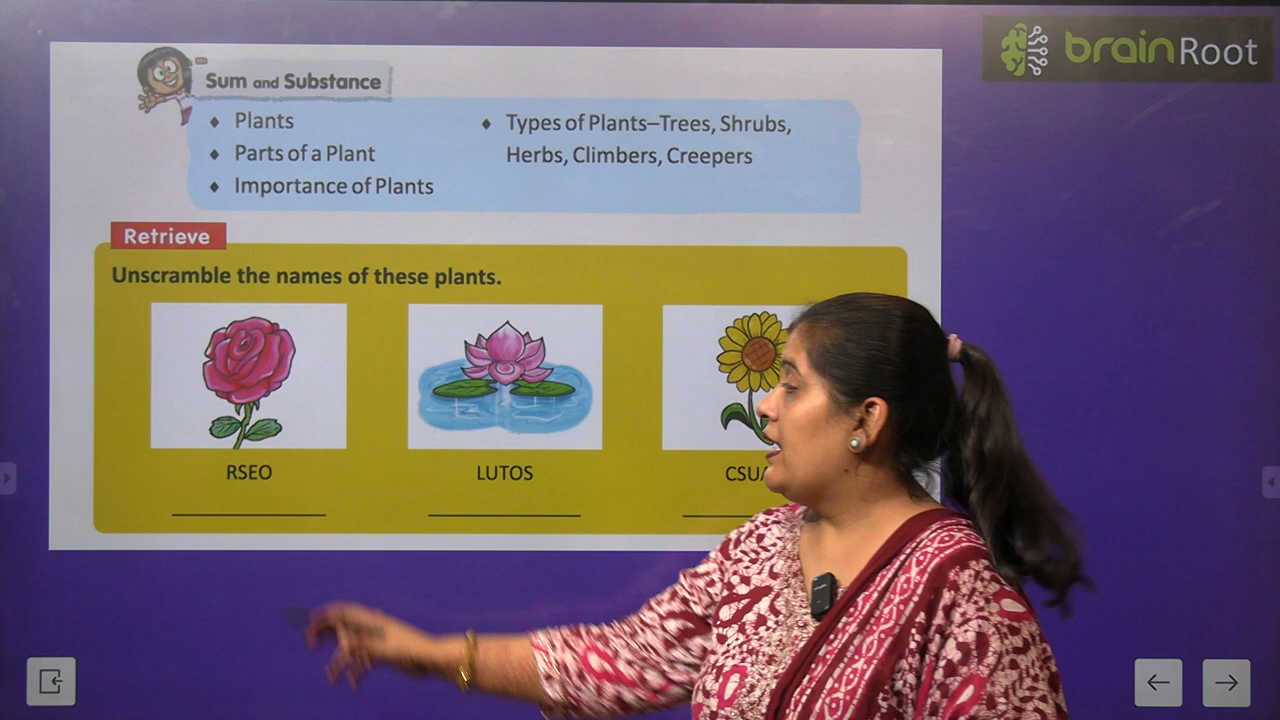 brainRoot
Sum and Substance
♦ Plants
♦ Parts of a Plant
♦ Importance of Plants
♦ Types of Plants–Trees, Shrubs,
Herbs, Climbers, Creepers
Retrieve
Unscramble the names of these plants.
RSEO LUTOS